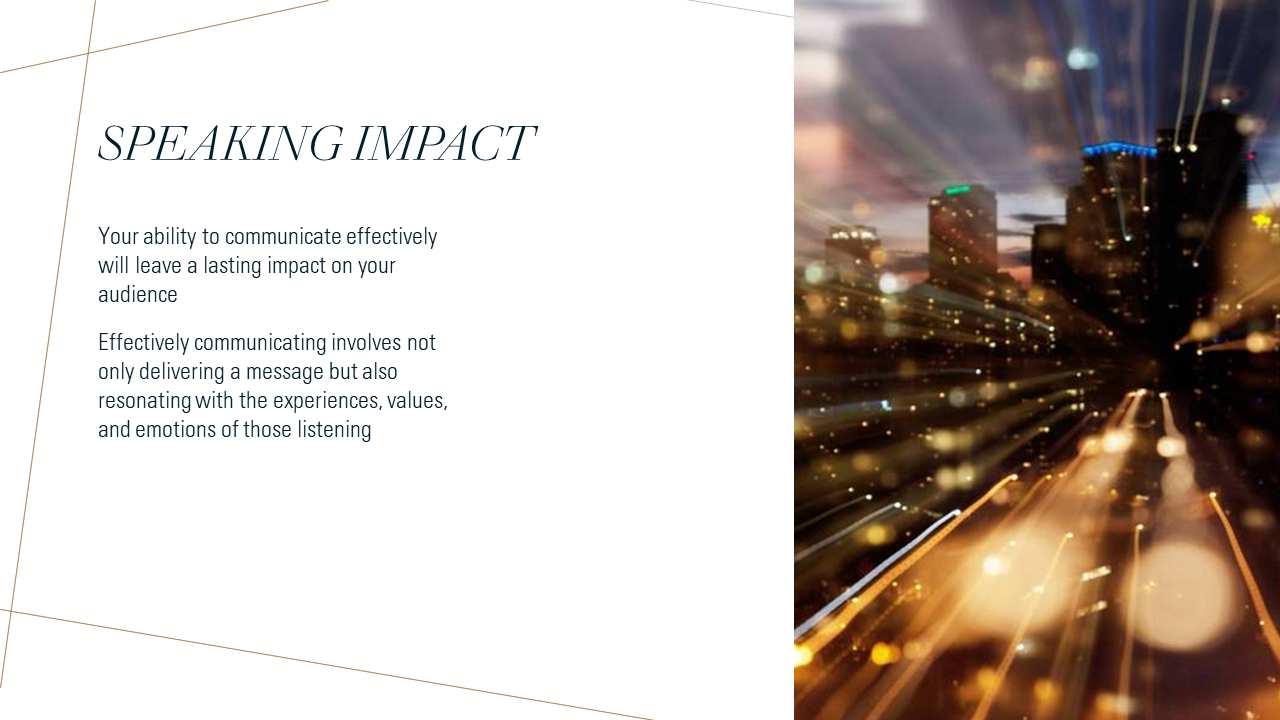 SPEAKING IMPACT
Your ability to communicate effectively
will leave a lasting impact on your
audience
Effectively communicating involves not
only delivering a message but also
resonating with the experiences, values,
and emotions of those listening